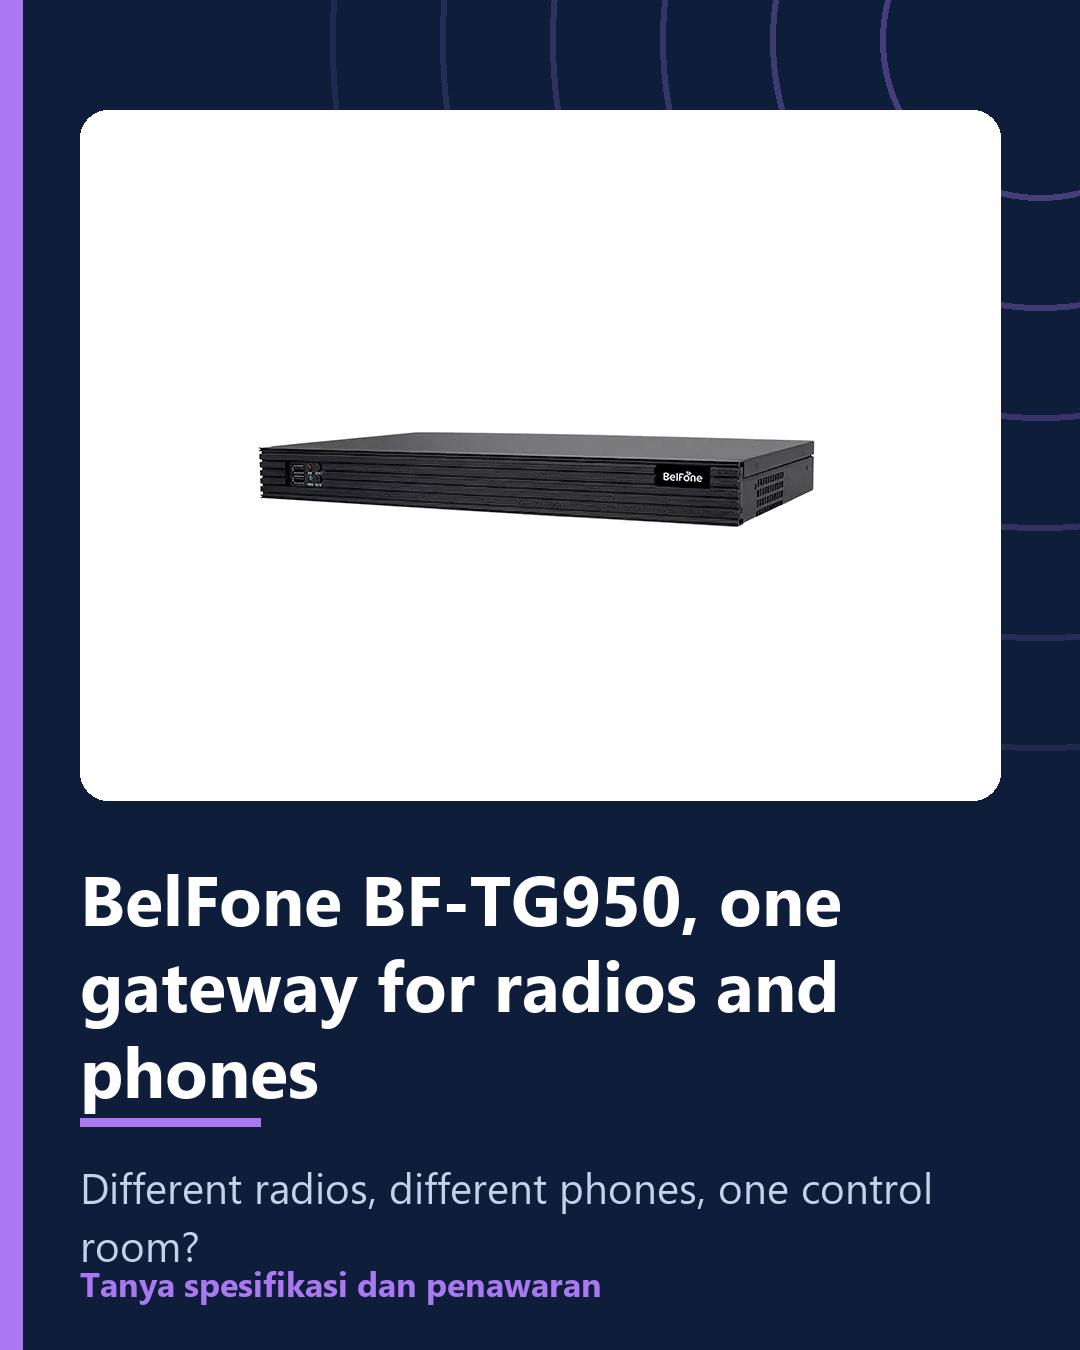 BelFone
BelFone BF-TG950, one
gateway for radios and
phones
Different radios, different phones, one control
room?
Tanya spesifikasi dan penawaran